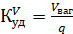 К^V_уд = V_ваг / q